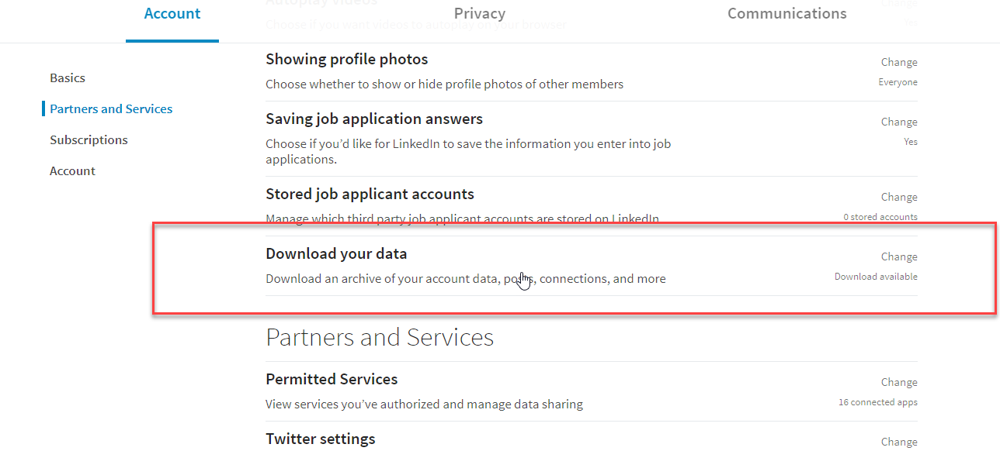 Account
Privacy
Communications
Autoplay videos
Change
Choose if you want videos to autoplay on your browser
Yes
Basics
Partners and Services
Subscriptions
Account
Showing profile photos
Change
Choose whether to show or hide profile photos of other members
Everyone
Saving job application answers
Change
Choose if you’d like for LinkedIn to save the information you enter into job
Yes
applications.
Stored job applicant accounts
Change
Manage which third party job applicant accounts are stored on LinkedIn
0 stored accounts
Download your data
Change
Download an archive of your account data, posts, connections, and more
Download available
Partners and Services
Permitted Services
Change
View services you’ve authorized and manage data sharing
16 connected apps
Twitter settings
Change